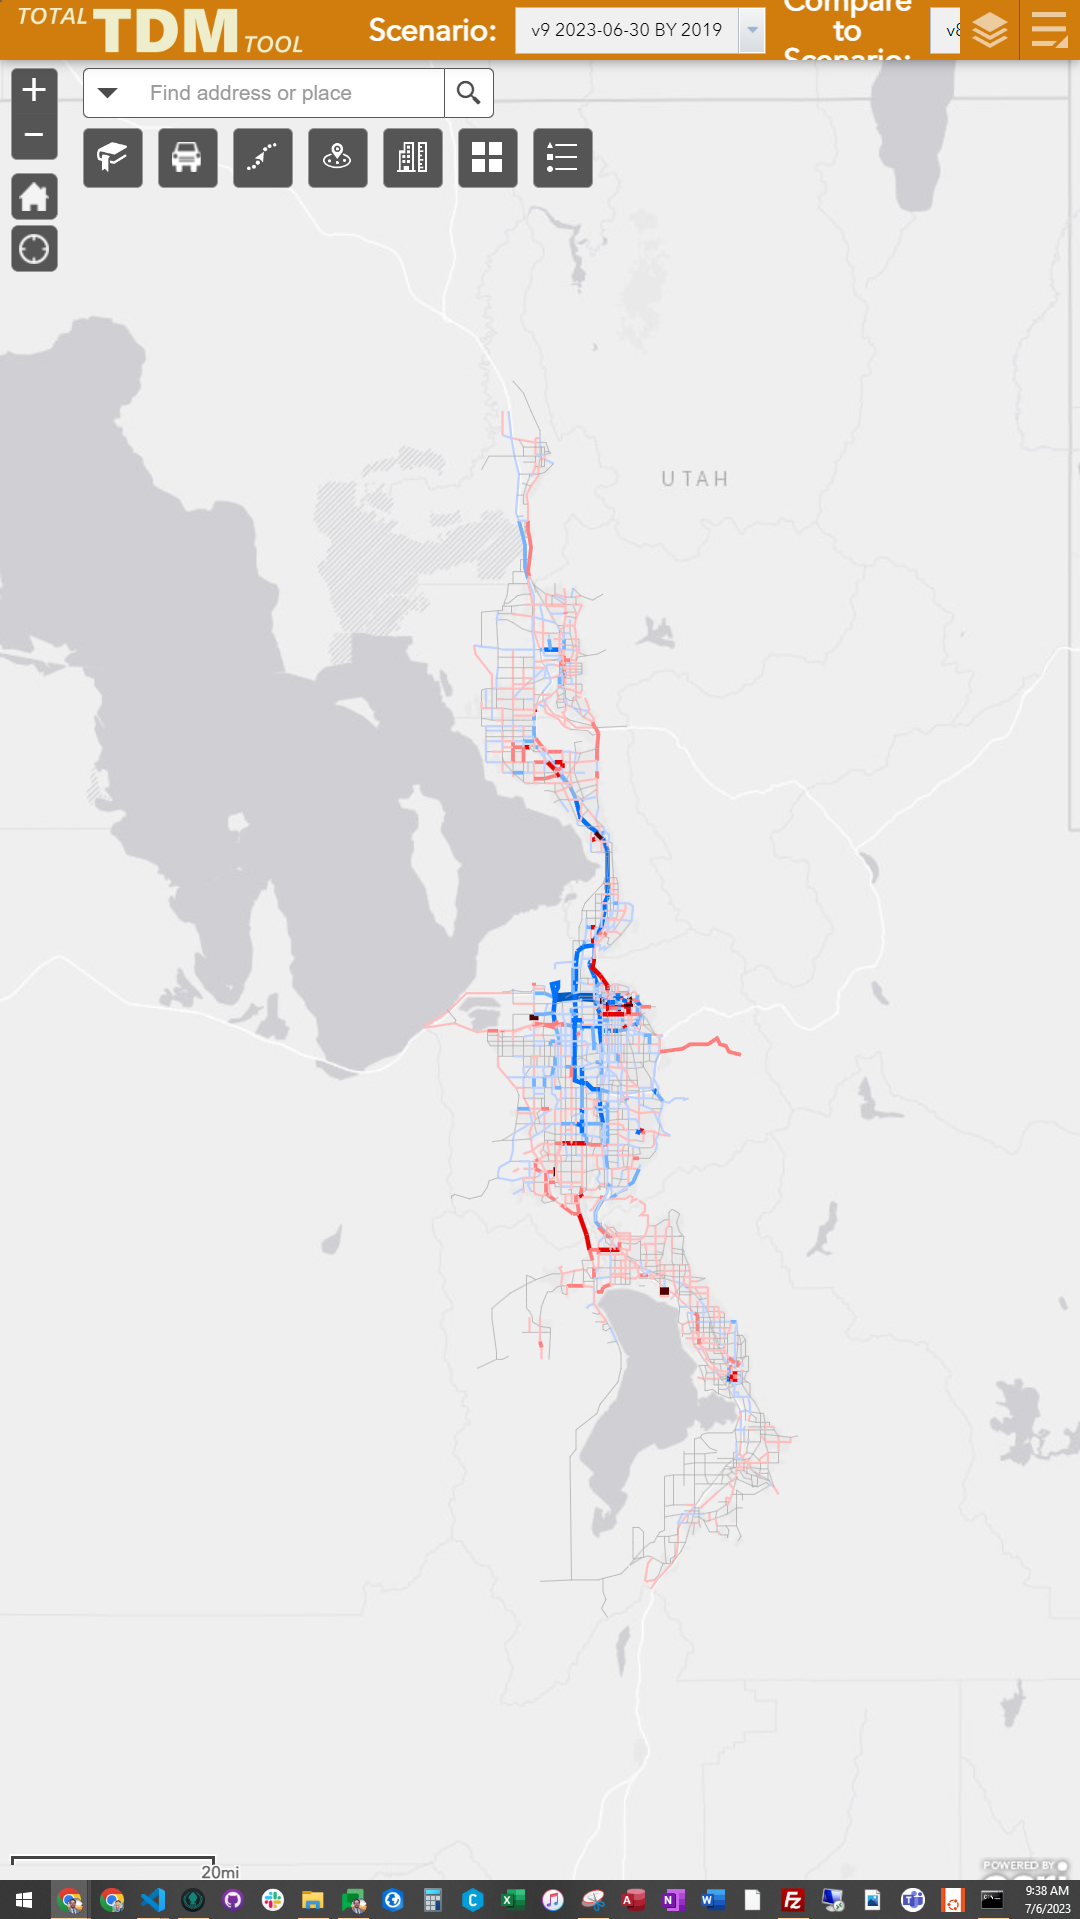 TOTAL TDM TOOL
Scenario:
v9 2023-06-30 BY 2019
Compare
to
Scenario:
v8
Find address or place
UTAH
20mi
POWERED BY
9:38 AM
7/6/2023